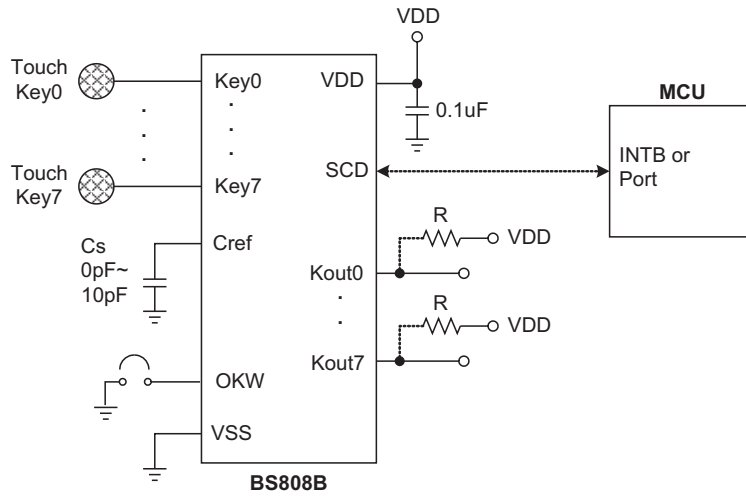 VDD
Touch
Key0
Key0
VDD
0.1uF
MCU
Touch
Key7
Key7
SCD
INTB or
Port
Cs
0pF~
10pF
Cref
R
VDD
Kout0
R
VDD
Kout7
OKW
VSS
BS808B